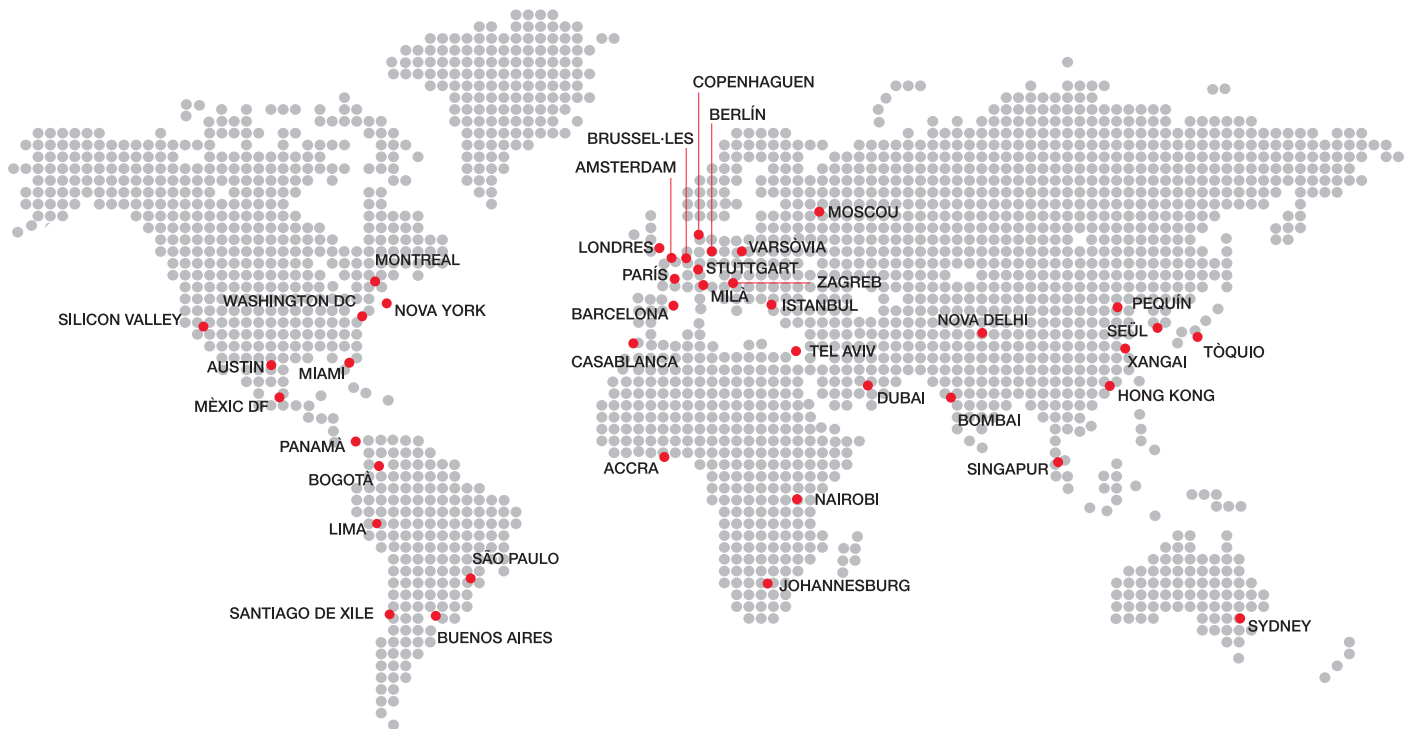 COPENHAGUEN
BERLÍN
BRUSSEL·LES
AMSTERDAM
MOSCOU
LONDRES
VARSÒVIA
MONTREAL
PARÍS
STUTTGART
ZAGREB
MILÀ
WASHINGTON DC
NOVA YORK
BARCELONA
ISTANBUL
PEQUÍN
SILICON VALLEY
NOVA DELHI
SEÜL
TÒQUIO
CASABLANCA
TEL AVIV
XANGAI
AUSTIN
MIAMI
DUBAI
HONG KONG
MÈXIC DF
BOMBAI
PANAMÀ
ACCRA
SINGAPUR
BOGOTÀ
NAIROBI
LIMA
SÃO PAULO
JOHANNESBURG
SANTIAGO DE XILE
BUENOS AIRES
SYDNEY